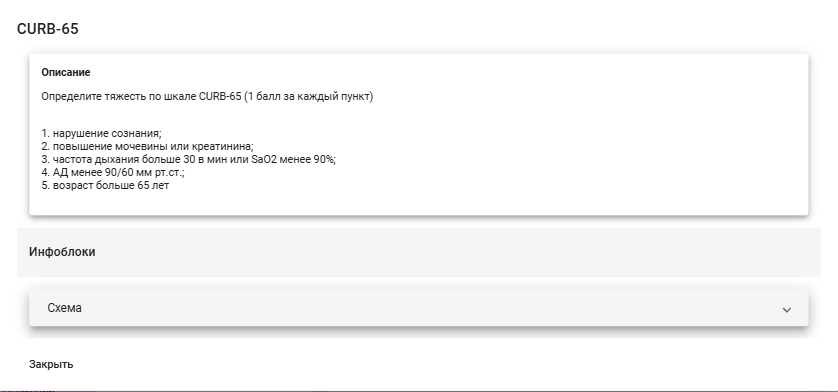 CURB-65
Описание
Определите тяжесть по шкале CURB-65 (1 балл за каждый пункт)
1. нарушение сознания;
2. повышение мочевины или креатинина;
3. частота дыхания больше 30 в мин или SaO2 менее 90%;
4. АД менее 90/60 мм рт.ст.;
5. возраст больше 65 лет
Инфоблоки
Схема
Закрыть